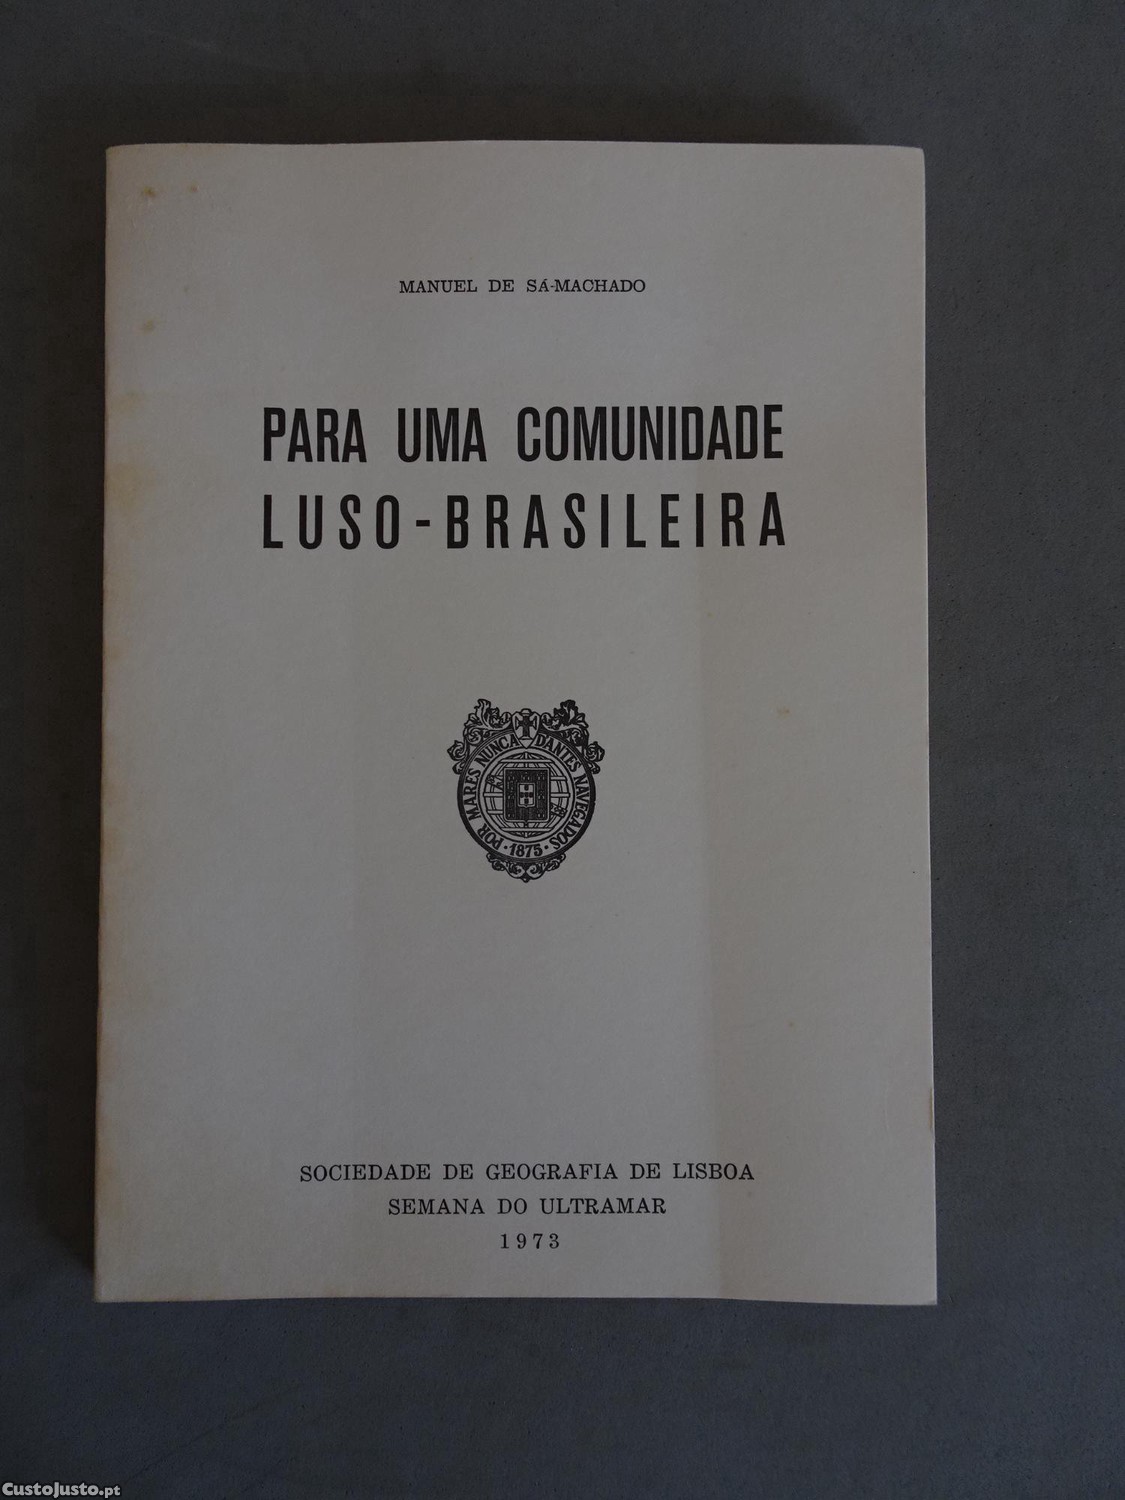 MANUEL DE SÁ-MACHADO
PARA UMA COMUNIDADE
LUSO-BRASILEIRA
POR MARES NUNCA DANTES NAVEGADOS
·1875·
SOCIEDADE DE GEOGRAFIA DE LISBOA
SEMANA DO ULTRAMAR
1973
CustoJusto.pt